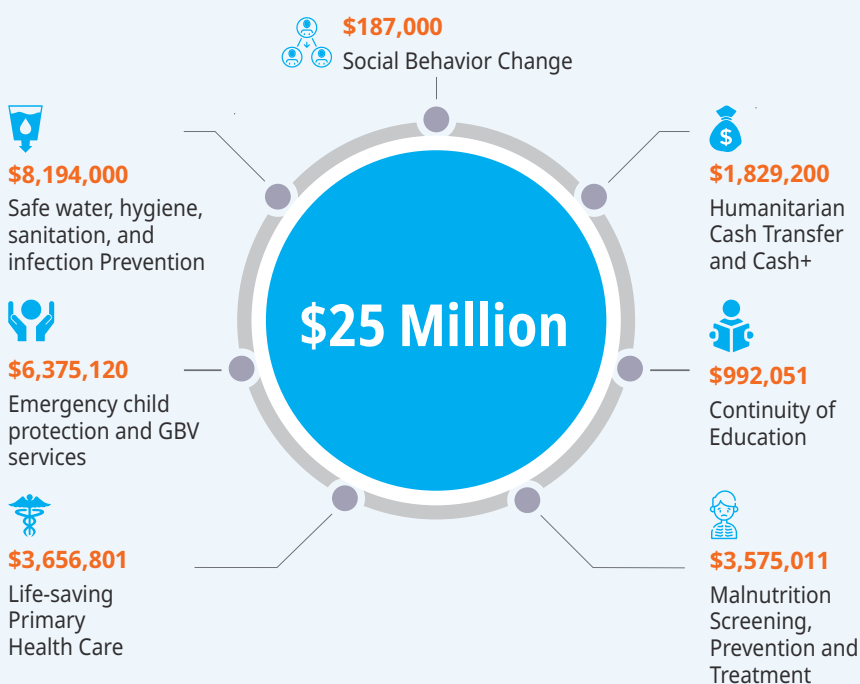 $187,000
Social Behavior Change
$8,194,000
Safe water, hygiene,
sanitation, and
infection Prevention
$6,375,120
Emergency child
protection and GBV
services
$3,656,801
Life-saving
Primary
Health Care
$25 Million
$
$1,829,200
Humanitarian
Cash Transfer
and Cash+
$992,051
Continuity of
Education
$3,575,011
Malnutrition
Screening,
Prevention and
Treatment